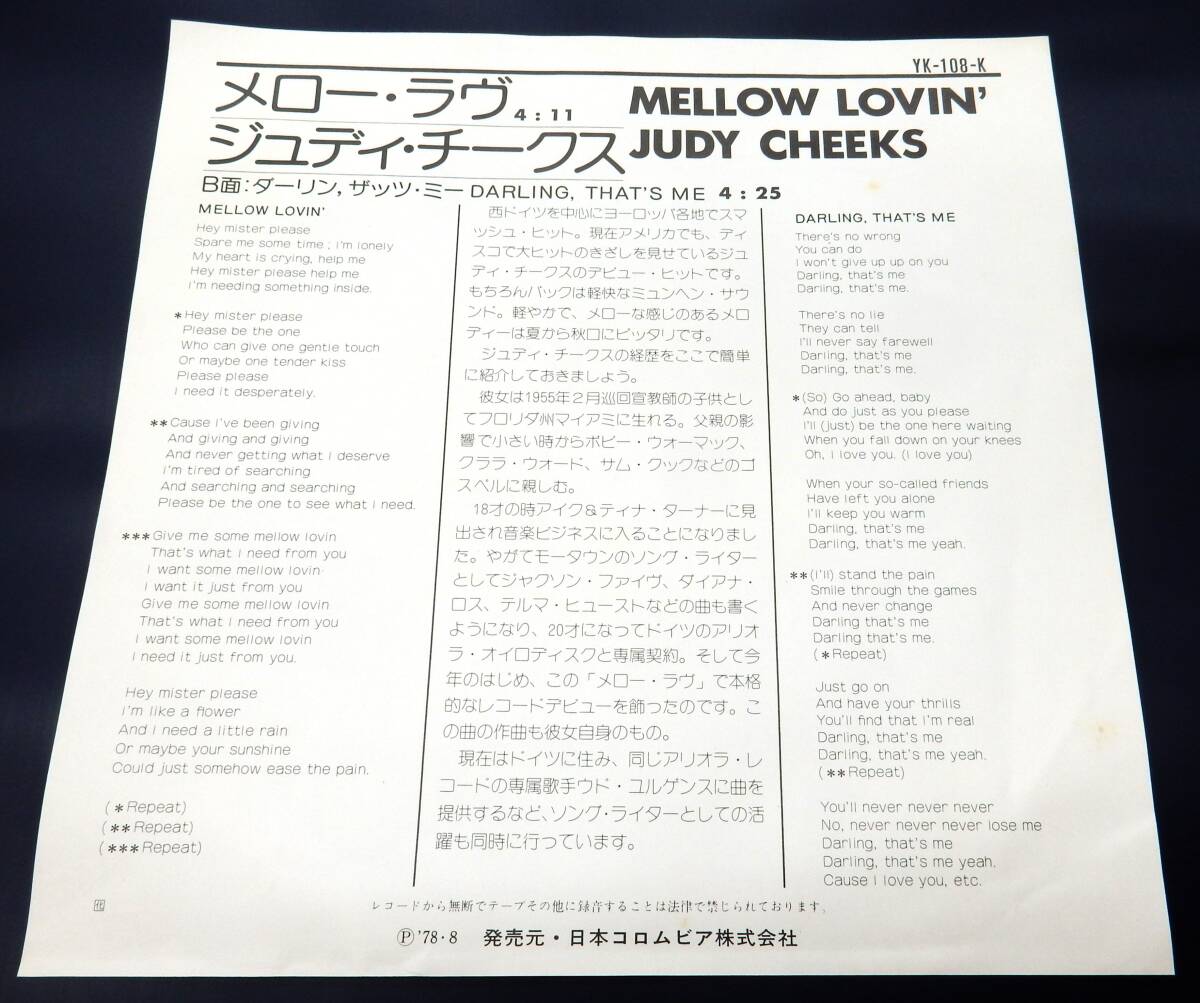 YK-108-K
メロー・ラヴ 4:11
MELLOW LOVIN'
ジュディ・チークス
JUDY CHEEKS
B面:ダーリン, ザッツ・ミー DARLING, THAT'S ME 4:25
MELLOW LOVIN'
Hey mister please
Spare me some time ; I'm lonely
My heart is crying, help me
Hey mister please help me
I'm needing something inside.
*Hey mister please
Please be the one
Who can give one gentle touch
Or maybe one tender kiss
Please please
I need it desperately.
**Cause I've been giving
And giving and giving
And never getting what I deserve
I'm tired of searching
And searching and searching
Please be the one to see what I need.
***Give me some mellow lovin
That's what I need from you
I want some mellow lovin
I want it just from you
Give me some mellow lovin
That's what I need from you
I want some mellow lovin
I need it just from you.
Hey mister please
I'm like a flower
And I need a little rain
Or maybe your sunshine
Could just somehow ease the pain.
(*Repeat)
(**Repeat)
(***Repeat)
西ドイツを中心にヨーロッパ各地でスマ
ッシュ・ヒット。現在アメリカでも、ディ
スコで大ヒットのきざしを見せているジュ
ディ・チークスのデビュー・ヒットです。
もちろんバックは軽快なミュンヘン・サウ
ンド。軽やかで、メローな感じのあるメロ
ディーは夏から秋口にピッタリです。
ジュディ・チークスの経歴をここで簡単
に紹介しておきましょう。
彼女は1955年2月巡回宣教師の子供とし
てフロリダ州マイアミに生れる。父親の影
響で小さい時からボビー・ウォーマック、
クララ・ウォード、サム・クックなどのゴ
スペルに親しむ。
18才の時アイク&ティナ・ターナーに見
出され音楽ビジネスに入ることになりまし
た。やがてモータウンのソング・ライター
としてジャクソン・ファイヴ、ダイアナ・
ロス、テルマ・ヒューストなどの曲も書く
ようになり、20才になってドイツのアリオ
ラ・オイロディスクと専属契約。そして今
年のはじめ、この「メロー・ラヴ」で本格
的なレコードデビューを飾ったのです。こ
の曲の作曲も彼女自身のもの。
現在はドイツに住み、同じアリオラ・レ
コードの専属歌手ウド・ユルゲンスに曲を
提供するなど、ソング・ライターとしての活
躍も同時に行っています。
DARLING, THAT'S ME
There's no wrong
You can do
I won't give up up on you
Darling, that's me
Darling, that's me.
There's no lie
They can tell
I'll never say farewell
Darling, that's me
Darling, that's me.
*(So) Go ahead, baby
And do just as you please
I'll (just) be the one here waiting
When you fall down on your knees
Oh, I love you. (I love you)
When your so-called friends
Have left you alone
I'll keep you warm
Darling, that's me
Darling, that's me yeah.
**(I'll) stand the pain
Smile through the games
And never change
Darling that's me
Darling that's me.
(*Repeat)
Just go on
And have your thrills
You'll find that I'm real
Darling, that's me
Darling, that's me yeah.
(**Repeat)
You'll never never never
No, never never never lose me
Darling, that's me
Darling, that's me yeah.
Cause I love you, etc.
代
レコードから無断でテープその他に録音することは法律で禁じられております。
Ⓟ'78・8 発売元・日本コロムビア株式会社